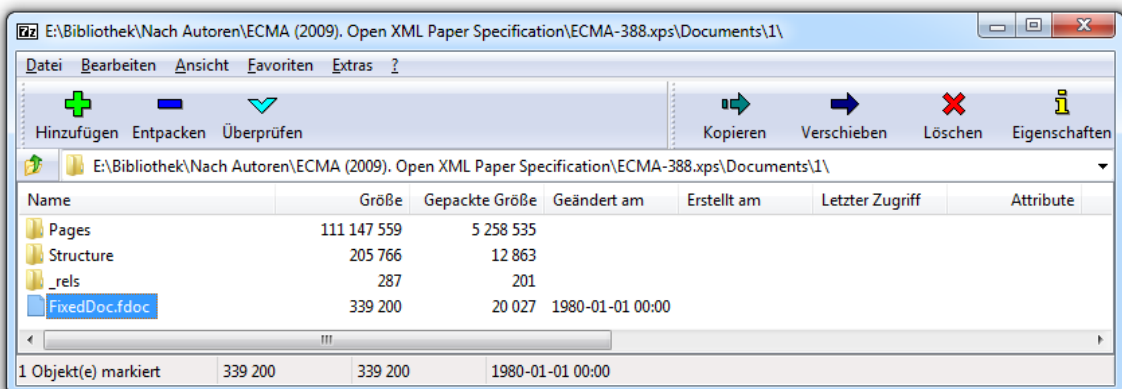 7z E:\Bibliothek\Nach Autoren\ECMA (2009). Open XML Paper Specification\ECMA-388.xps\Documents\1\
Datei Bearbeiten Ansicht Favoriten Extras ?
Hinzufügen Entpacken Überprüfen Kopieren Verschieben Löschen Eigenschaften
E:\Bibliothek\Nach Autoren\ECMA (2009). Open XML Paper Specification\ECMA-388.xps\Documents\1\
Name Größe Gepackte Größe Geändert am Erstellt am Letzter Zugriff Attribute
Pages 111 147 559 5 258 535
Structure 205 766 12 863
_rels 287 201
FixedDoc.fdoc 339 200 20 027 1980-01-01 00:00
1 Objekt(e) markiert 339 200 339 200 1980-01-01 00:00